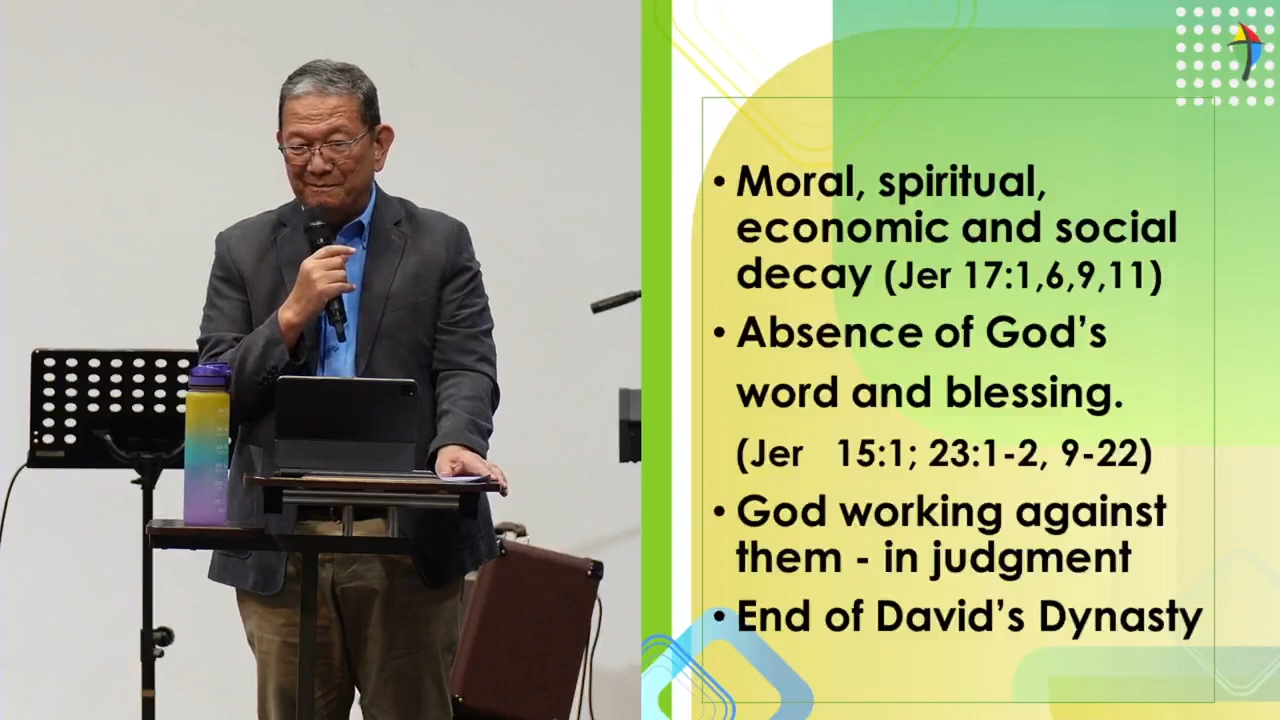 • Moral, spiritual,
economic and social
decay (Jer 17:1,6,9,11)
• Absence of God’s
word and blessing.
(Jer   15:1; 23:1-2, 9-22)
• God working against
them - in judgment
• End of David’s Dynasty